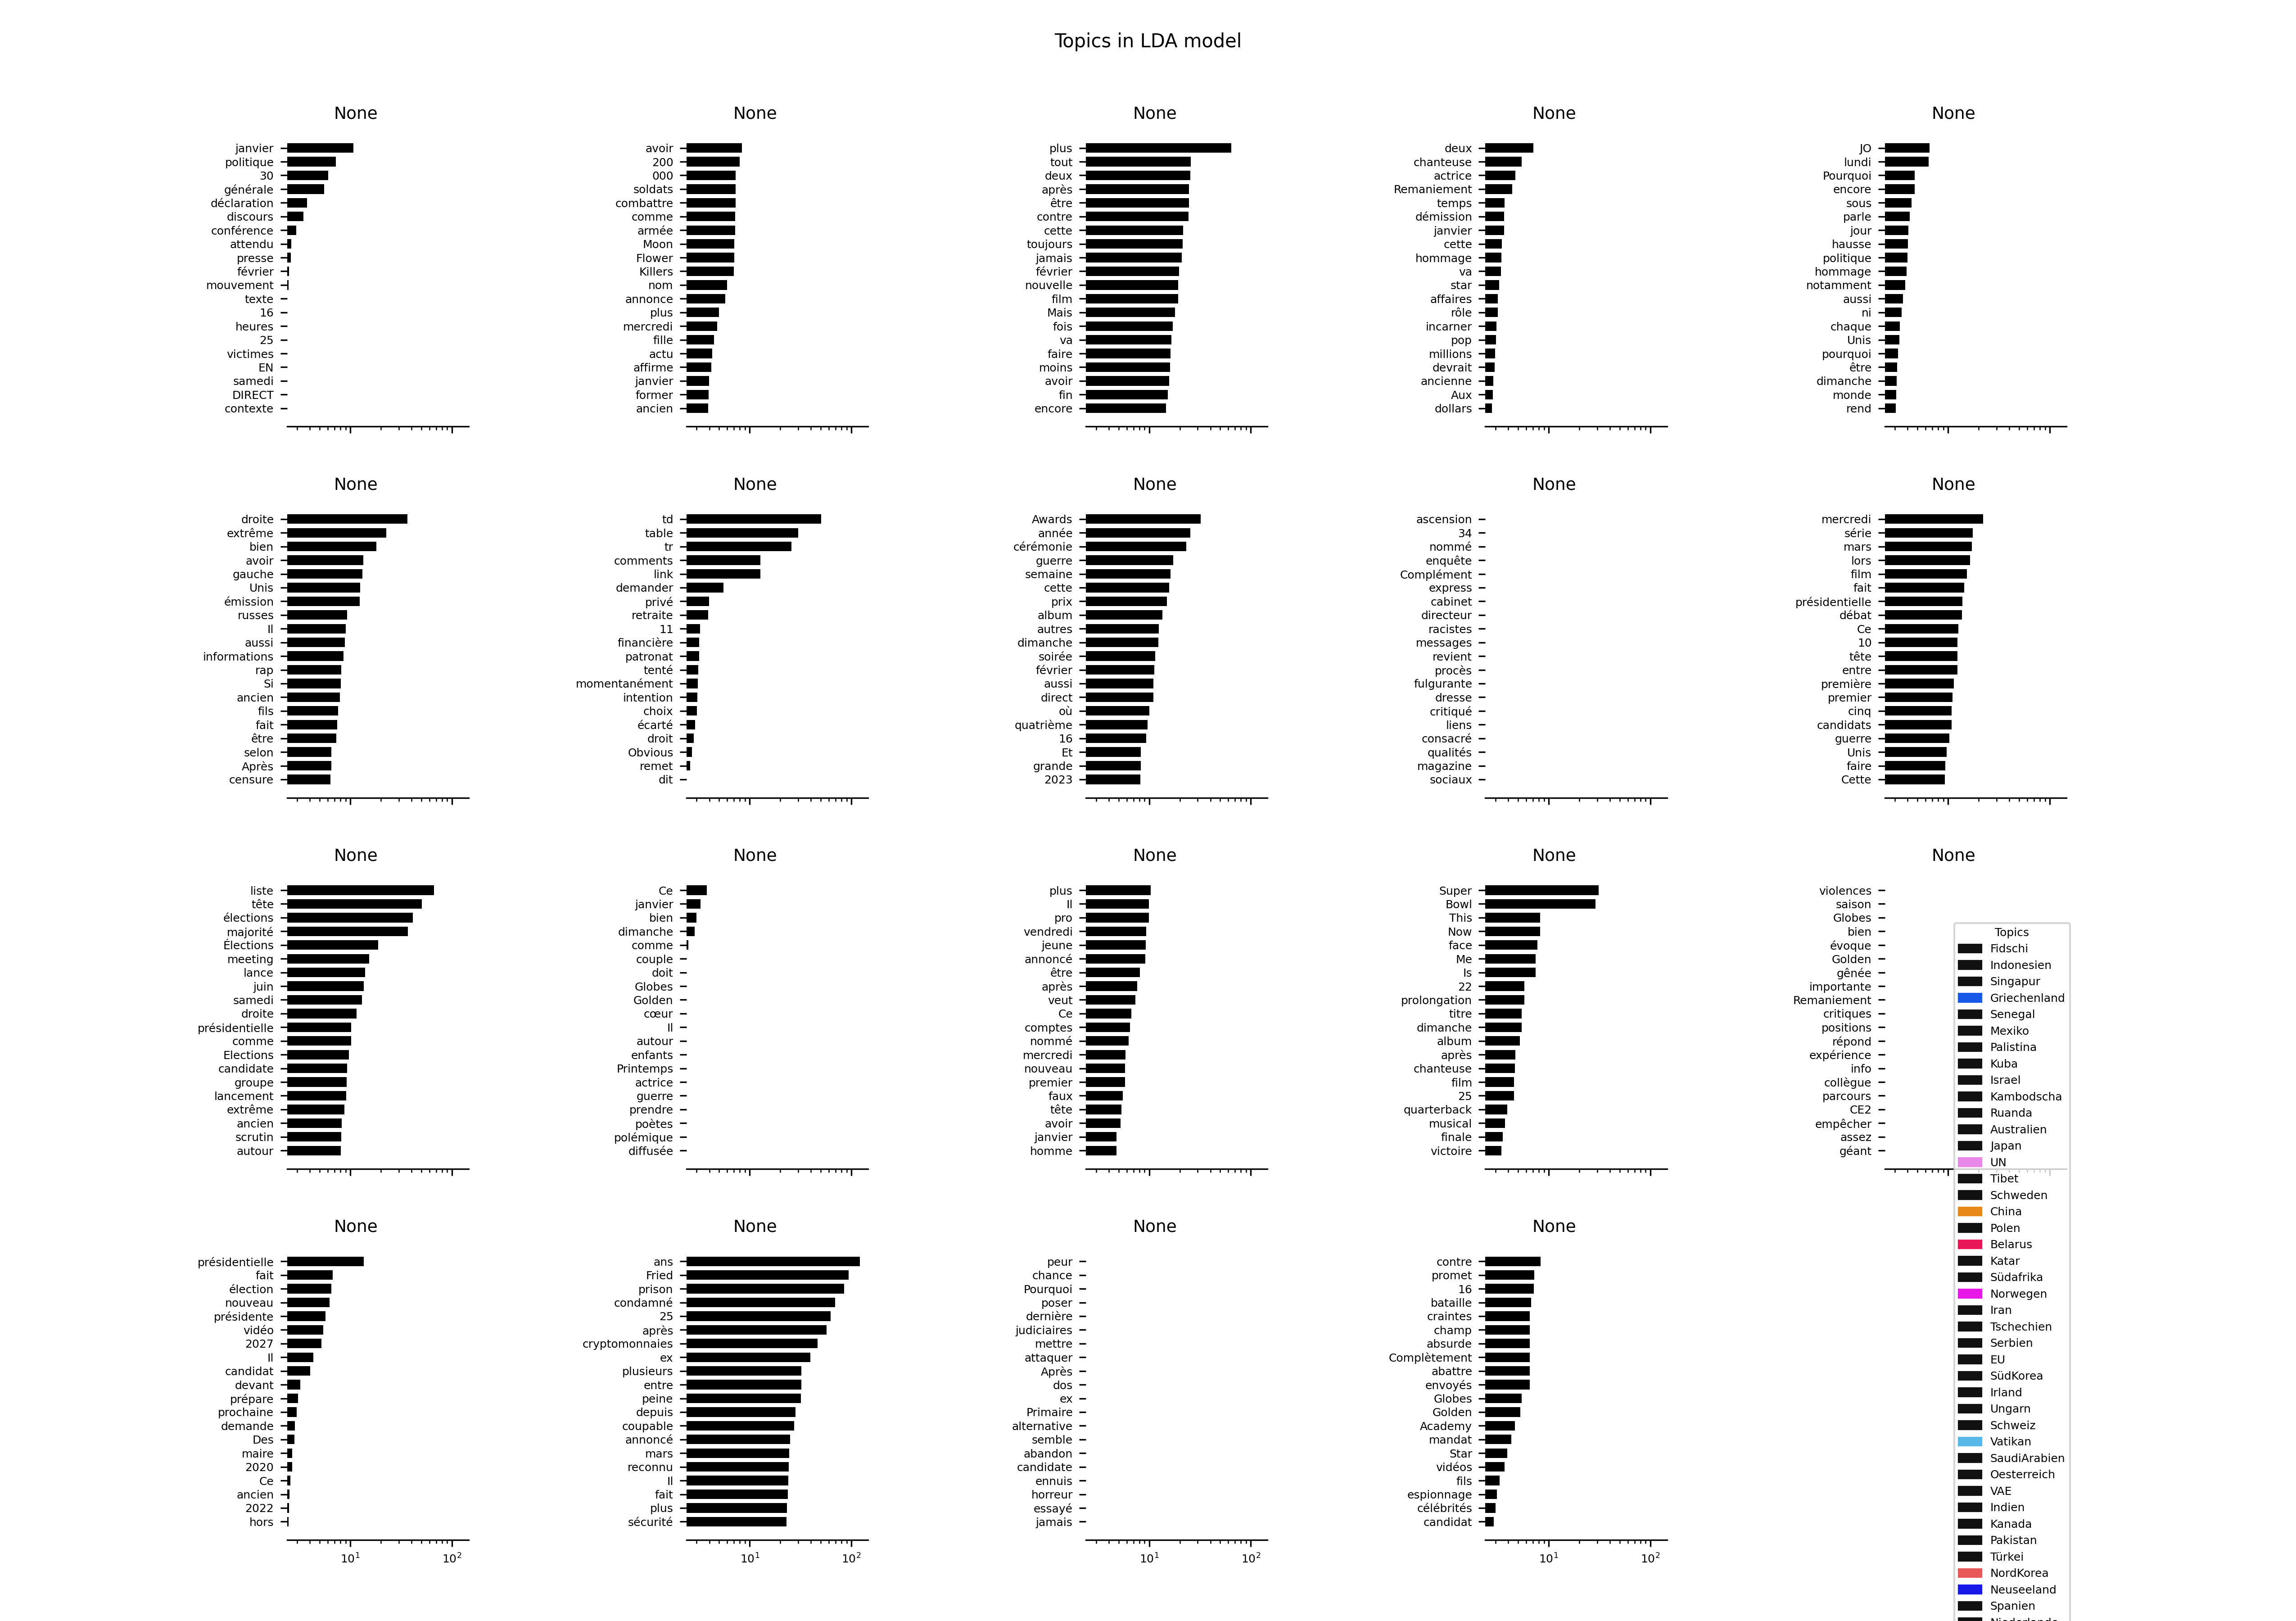 Topics in LDA model
None
janvier
politique
30
générale
déclaration
discours
conférence
attendu
presse
février
mouvement
texte
16
heures
25
victimes
EN
samedi
DIRECT
contexte
None
avoir
200
000
soldats
combattre
comme
armée
Moon
Flower
Killers
nom
annonce
plus
mercredi
fille
actu
affirme
janvier
former
ancien
None
plus
tout
deux
après
être
contre
cette
toujours
jamais
février
nouvelle
film
Mais
fois
va
faire
moins
avoir
fin
encore
None
deux
chanteuse
actrice
Remaniement
temps
démission
janvier
cette
hommage
va
star
affaires
rôle
incarner
pop
millions
devrait
ancienne
Aux
dollars
None
JO
lundi
Pourquoi
encore
sous
parle
jour
hausse
politique
hommage
notamment
aussi
ni
chaque
Unis
pourquoi
être
dimanche
monde
rend
None
droite
extrême
bien
avoir
gauche
Unis
émission
russes
Il
aussi
informations
rap
Si
ancien
fils
fait
être
selon
Après
censure
None
td
table
tr
comments
link
demander
privé
retraite
11
financière
patronat
tenté
momentanément
intention
choix
écarté
droit
Obvious
remet
dit
None
Awards
année
cérémonie
guerre
semaine
cette
prix
album
autres
dimanche
soirée
février
aussi
direct
où
quatrième
16
Et
grande
2023
None
ascension
34
nommé
enquête
Complément
express
cabinet
directeur
racistes
messages
revient
procès
fulgurante
dresse
critiqué
liens
consacré
qualités
magazine
sociaux
None
mercredi
série
mars
lors
film
fait
présidentielle
débat
Ce
10
tête
entre
première
premier
cinq
candidats
guerre
Unis
faire
Cette
None
liste
tête
élections
majorité
Élections
meeting
lance
juin
samedi
droite
présidentielle
comme
Elections
candidate
groupe
lancement
extrême
ancien
scrutin
autour
None
Ce
janvier
bien
dimanche
comme
couple
doit
Globes
Golden
cœur
Il
autour
enfants
Printemps
actrice
guerre
prendre
poètes
polémique
diffusée
None
plus
Il
pro
vendredi
jeune
annoncé
être
après
veut
Ce
comptes
nommé
mercredi
nouveau
premier
faux
tête
avoir
janvier
homme
None
Super
Bowl
This
Now
face
Me
Is
22
prolongation
titre
dimanche
album
après
chanteuse
film
25
quarterback
musical
finale
victoire
None
violences
saison
Globes
bien
évoque
Golden
gênée
importante
Remaniement
critiques
positions
répond
expérience
info
collègue
parcours
CE2
empêcher
assez
géant
None
présidentielle
fait
élection
nouveau
présidente
vidéo
2027
Il
candidat
devant
prépare
prochaine
demande
Des
maire
2020
Ce
ancien
2022
hors
10¹ 10²
None
ans
Fried
prison
condamné
25
après
cryptomonnaies
ex
plusieurs
entre
peine
depuis
coupable
annoncé
mars
reconnu
Il
fait
plus
sécurité
10¹ 10²
None
peur
chance
Pourquoi
poser
dernière
judiciaires
mettre
attaquer
Après
dos
ex
Primaire
alternative
semble
abandon
candidate
ennuis
horreur
essayé
jamais
10¹ 10²
None
contre
promet
16
bataille
craintes
champ
absurde
Complètement
abattre
envoyés
Globes
Golden
Academy
mandat
Star
vidéos
fils
espionnage
célébrités
candidat
10¹ 10²
Topics
Fidschi
Indonesien
Singapur
Griechenland
Senegal
Mexiko
Palistina
Kuba
Israel
Kambodscha
Ruanda
Australien
Japan
UN
Tibet
Schweden
China
Polen
Belarus
Katar
Südafrika
Norwegen
Iran
Tschechien
Serbien
EU
SüdKorea
Irland
Ungarn
Schweiz
Vatikan
SaudiArabien
Oesterreich
VAE
Indien
Kanada
Pakistan
Türkei
NordKorea
Neuseeland
Spanien